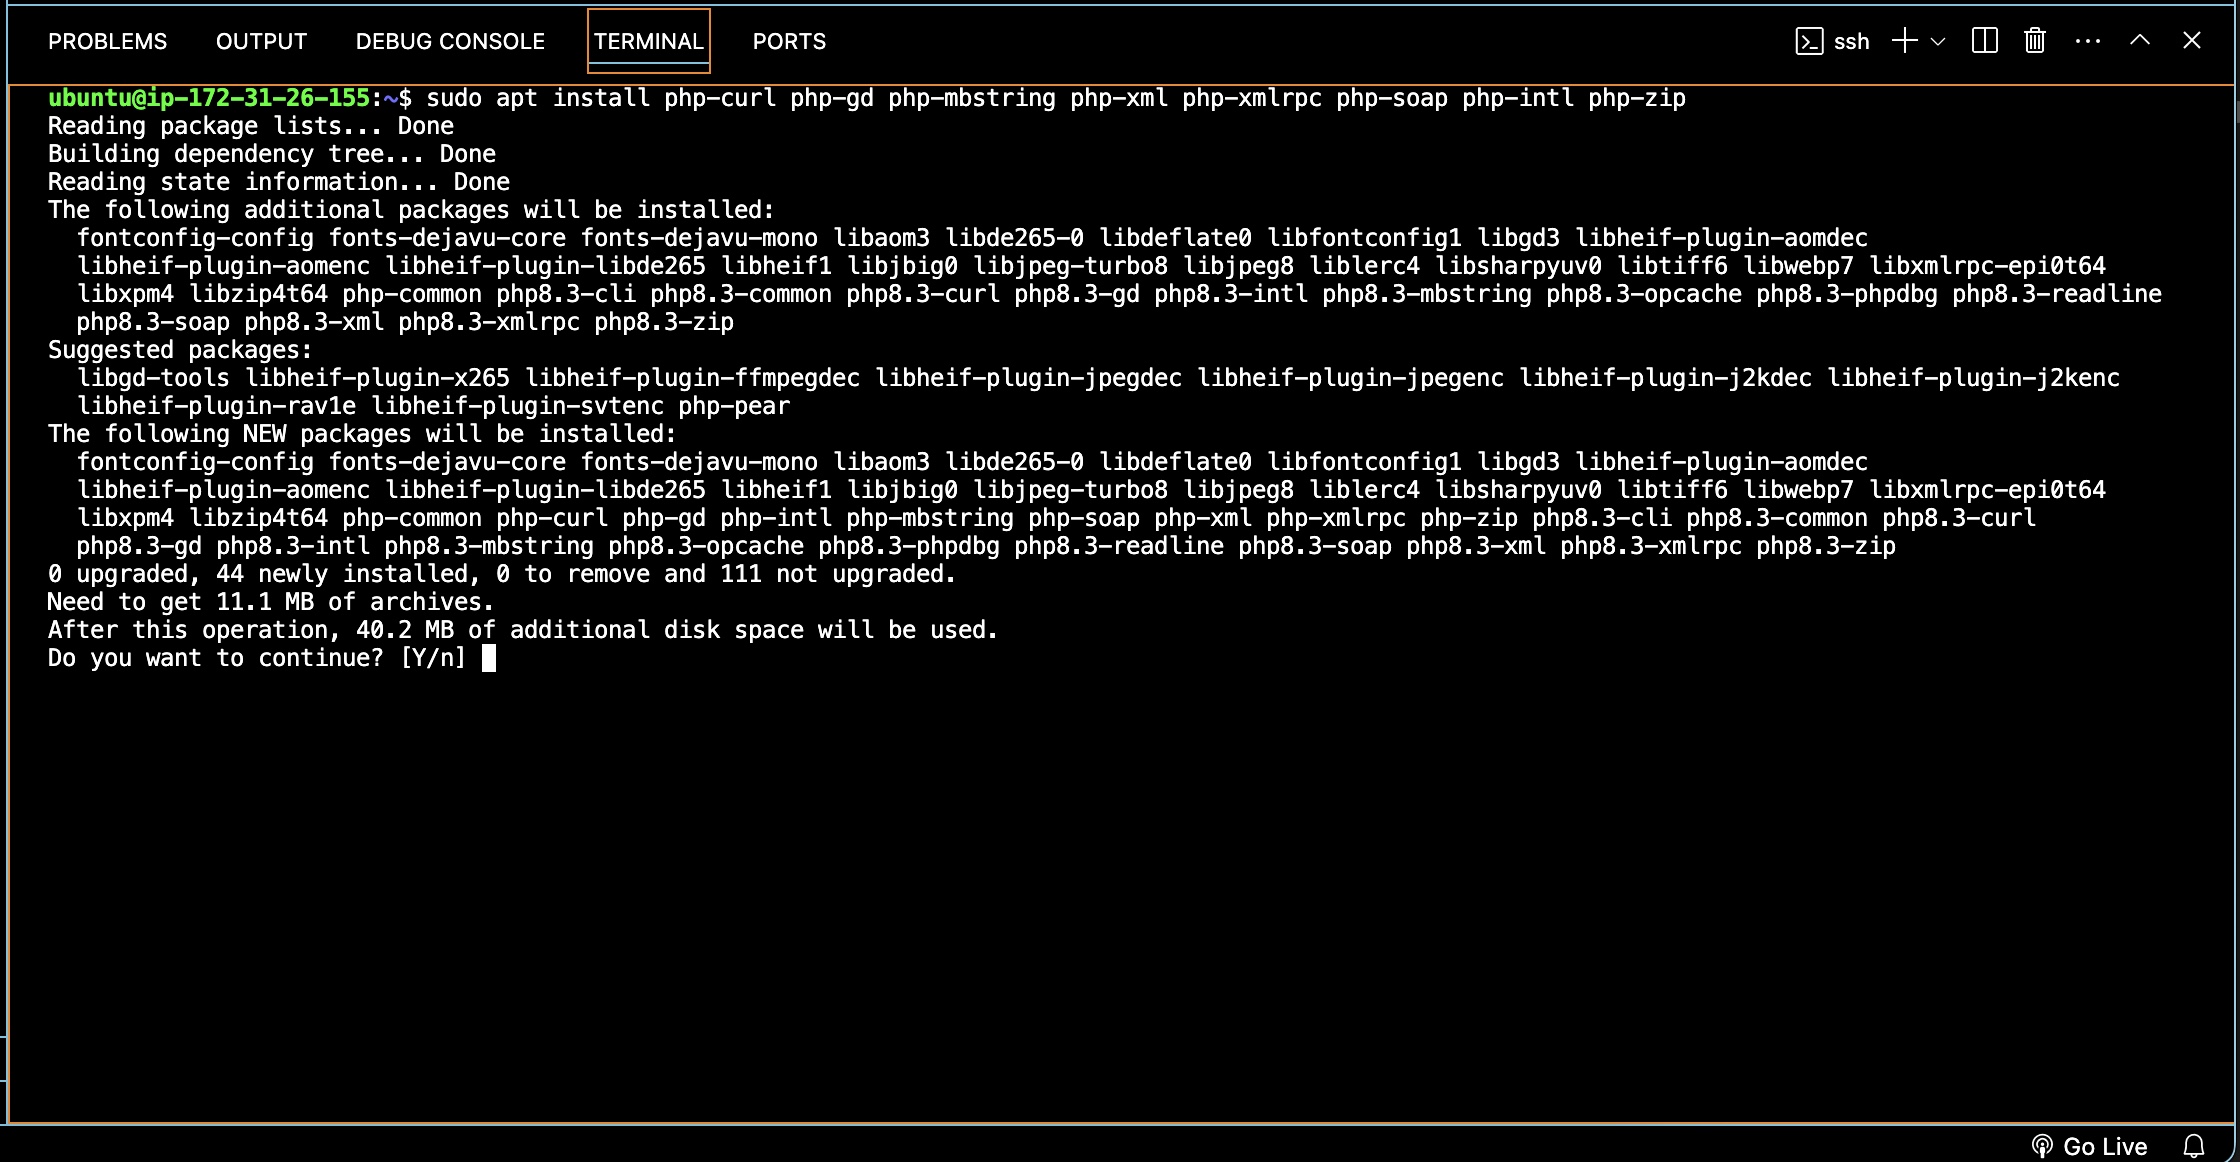 PROBLEMS OUTPUT DEBUG CONSOLE TERMINAL PORTS ssh
ubuntu@ip-172-31-26-155:~$ sudo apt install php-curl php-gd php-mbstring php-xml php-xmlrpc php-soap php-intl php-zip
Reading package lists... Done
Building dependency tree... Done
Reading state information... Done
The following additional packages will be installed:
  fontconfig-config fonts-dejavu-core fonts-dejavu-mono libaom3 libde265-0 libdeflate0 libfontconfig1 libgd3 libheif-plugin-aomdec
  libheif-plugin-aomenc libheif-plugin-libde265 libheif1 libjbig0 libjpeg-turbo8 libjpeg8 liblerc4 libsharpyuv0 libtiff6 libwebp7 libxmlrpc-epi0t64
  libxpm4 libzip4t64 php-common php8.3-cli php8.3-common php8.3-curl php8.3-gd php8.3-intl php8.3-mbstring php8.3-opcache php8.3-phpdbg php8.3-readline
  php8.3-soap php8.3-xml php8.3-xmlrpc php8.3-zip
Suggested packages:
  libgd-tools libheif-plugin-x265 libheif-plugin-ffmpegdec libheif-plugin-jpegdec libheif-plugin-jpegenc libheif-plugin-j2kdec libheif-plugin-j2kenc
  libheif-plugin-rav1e libheif-plugin-svtenc php-pear
The following NEW packages will be installed:
  fontconfig-config fonts-dejavu-core fonts-dejavu-mono libaom3 libde265-0 libdeflate0 libfontconfig1 libgd3 libheif-plugin-aomdec
  libheif-plugin-aomenc libheif-plugin-libde265 libheif1 libjbig0 libjpeg-turbo8 libjpeg8 liblerc4 libsharpyuv0 libtiff6 libwebp7 libxmlrpc-epi0t64
  libxpm4 libzip4t64 php-common php-curl php-gd php-intl php-mbstring php-soap php-xml php-xmlrpc php-zip php8.3-cli php8.3-common php8.3-curl
  php8.3-gd php8.3-intl php8.3-mbstring php8.3-opcache php8.3-phpdbg php8.3-readline php8.3-soap php8.3-xml php8.3-xmlrpc php8.3-zip
0 upgraded, 44 newly installed, 0 to remove and 111 not upgraded.
Need to get 11.1 MB of archives.
After this operation, 40.2 MB of additional disk space will be used.
Do you want to continue? [Y/n]
Go Live